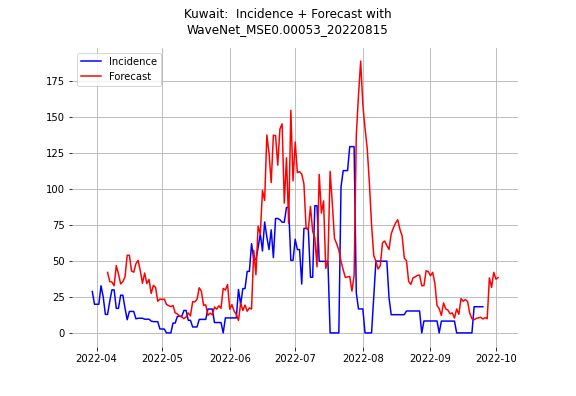 Kuwait:  Incidence + Forecast with
WaveNet_MSE0.00053_20220815
Incidence
Forecast
175
150
125
100
75
50
25
0
2022-04 2022-05 2022-06 2022-07 2022-08 2022-09 2022-10